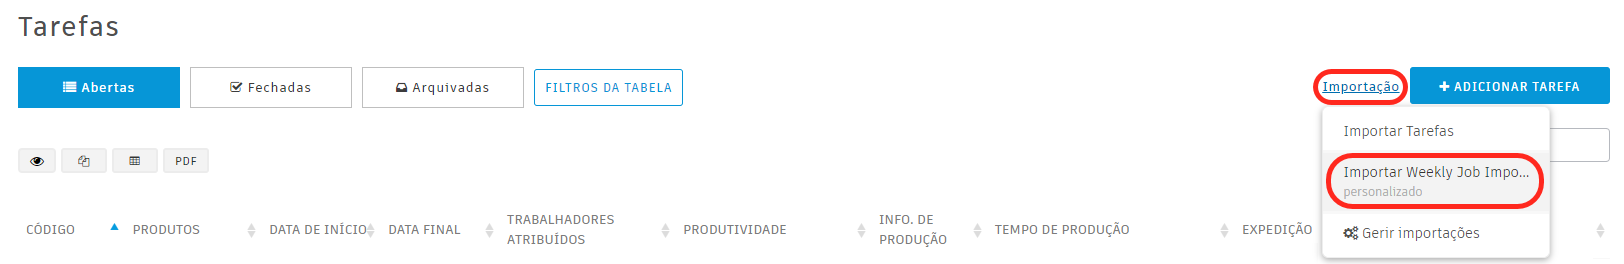 Tarefas
Abertas
Fechadas
Arquivadas
FILTROS DA TABELA
Importação
ADICIONAR TAREFA
Importar Tarefas
Importar Weekly Job Impo...
personalizado
Gerir importações
PDF
CÓDIGO
PRODUTOS
DATA DE INÍCIO
DATA FINAL
TRABALHADORES
ATRIBUÍDOS
PRODUTIVIDADE
INFO. DE
PRODUÇÃO
TEMPO DE PRODUÇÃO
EXPEDIÇÃO